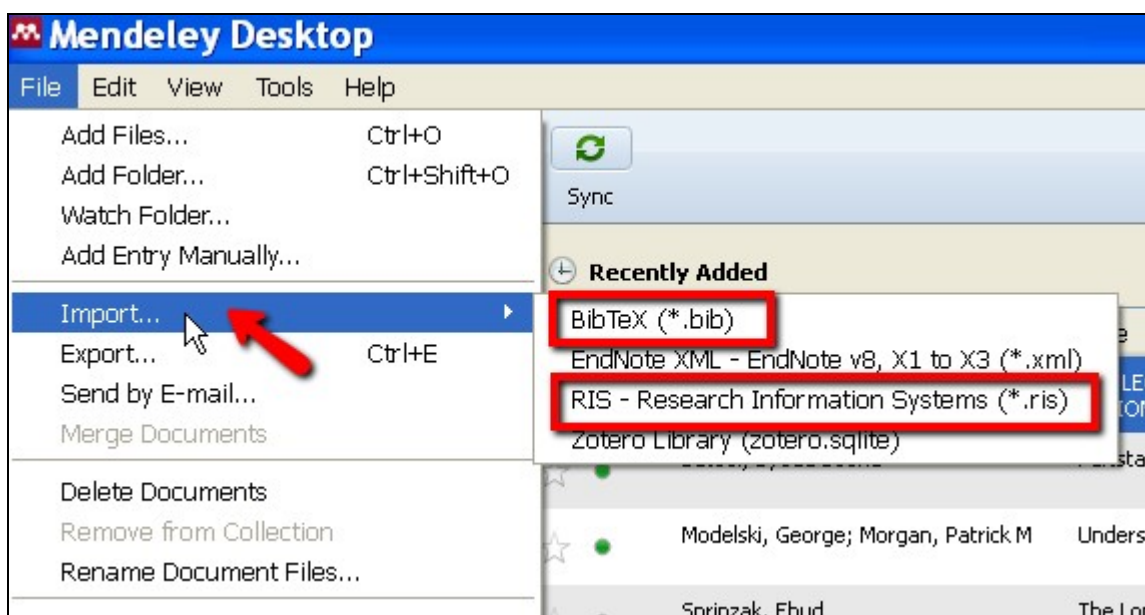 Mendeley Desktop
File Edit View Tools Help
Add Files... Ctrl+O
Add Folder... Ctrl+Shift+O
Watch Folder...
Add Entry Manually...
Import...
Export... Ctrl+E
Send by E-mail...
Merge Documents
Delete Documents
Remove from Collection
Rename Document Files...
Sync
Recently Added
BibTeX (*.bib)
EndNote XML - EndNote v8, X1 to X3 (*.xml)
RIS - Research Information Systems (*.ris)
Zotero Library (zotero.sqlite)
Modelski, George; Morgan, Patrick M Unders
Sprinzak, Ehud The Lo